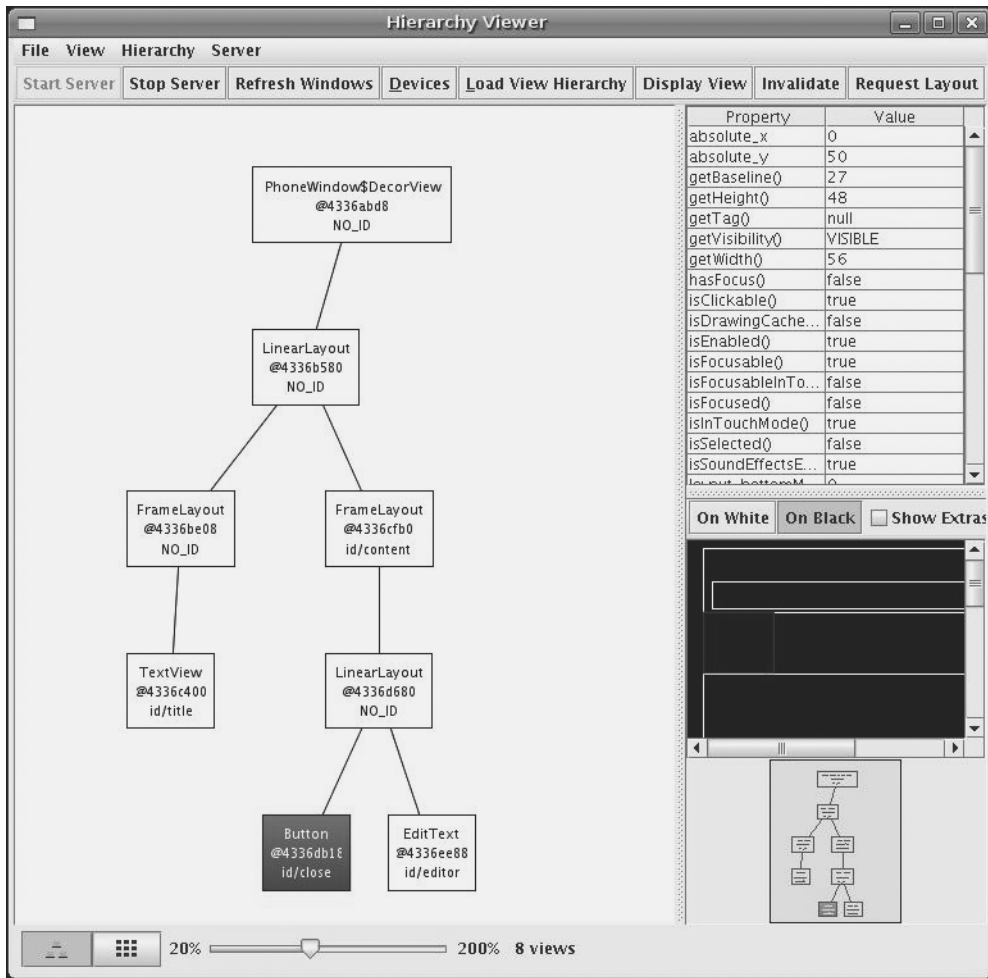 Hierarchy Viewer
File View Hierarchy Server
Start Server Stop Server Refresh Windows Devices Load View Hierarchy Display View Invalidate Request Layout
PhoneWindow$DecorView
@4336abd8
NO_ID
LinearLayout
@4336b580
NO_ID
FrameLayout
@4336be08
NO_ID
FrameLayout
@4336cfb0
id/content
TextView
@4336c400
id/title
LinearLayout
@4336d680
NO_ID
Button
@4336db18
id/close
EditText
@4336ee88
id/editor
Property Value
absolute_x 0
absolute_y 50
getBaseline() 27
getHeight() 48
getTag() null
getVisibility() VISIBLE
getWidth() 56
hasFocus() false
isClickable() true
isDrawingCache... false
isEnabled() true
isFocusable() true
isFocusableInTo... false
isFocused() false
isInTouchMode() true
isSelected() false
isSoundEffectsE... true
layout_bottomM... 0
On White On Black Show Extras
20% 200% 8 views